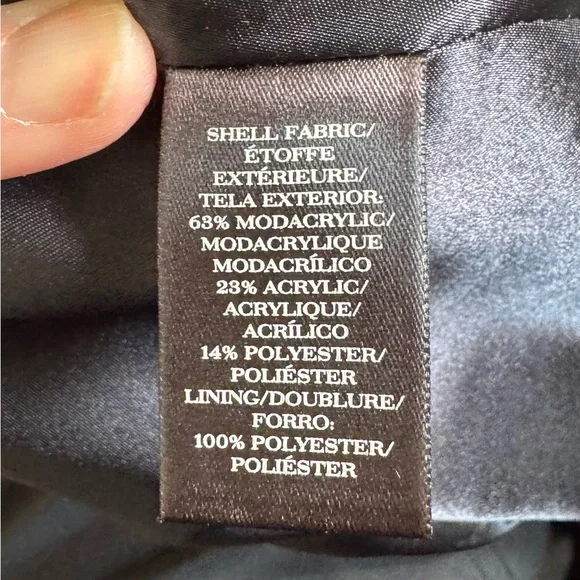 SHELL FABRIC/
ÉTOFFE
EXTÉRIEURE/
TELA EXTERIOR:
63% MODACRYLIC/
MODACRYLIQUE
MODACRÍLICO
23% ACRYLIC/
ACRYLIQUE/
ACRÍLICO
14% POLYESTER/
POLIÉSTER
LINING/DOUBLURE/
FORRO:
100% POLYESTER/
POLIÉSTER